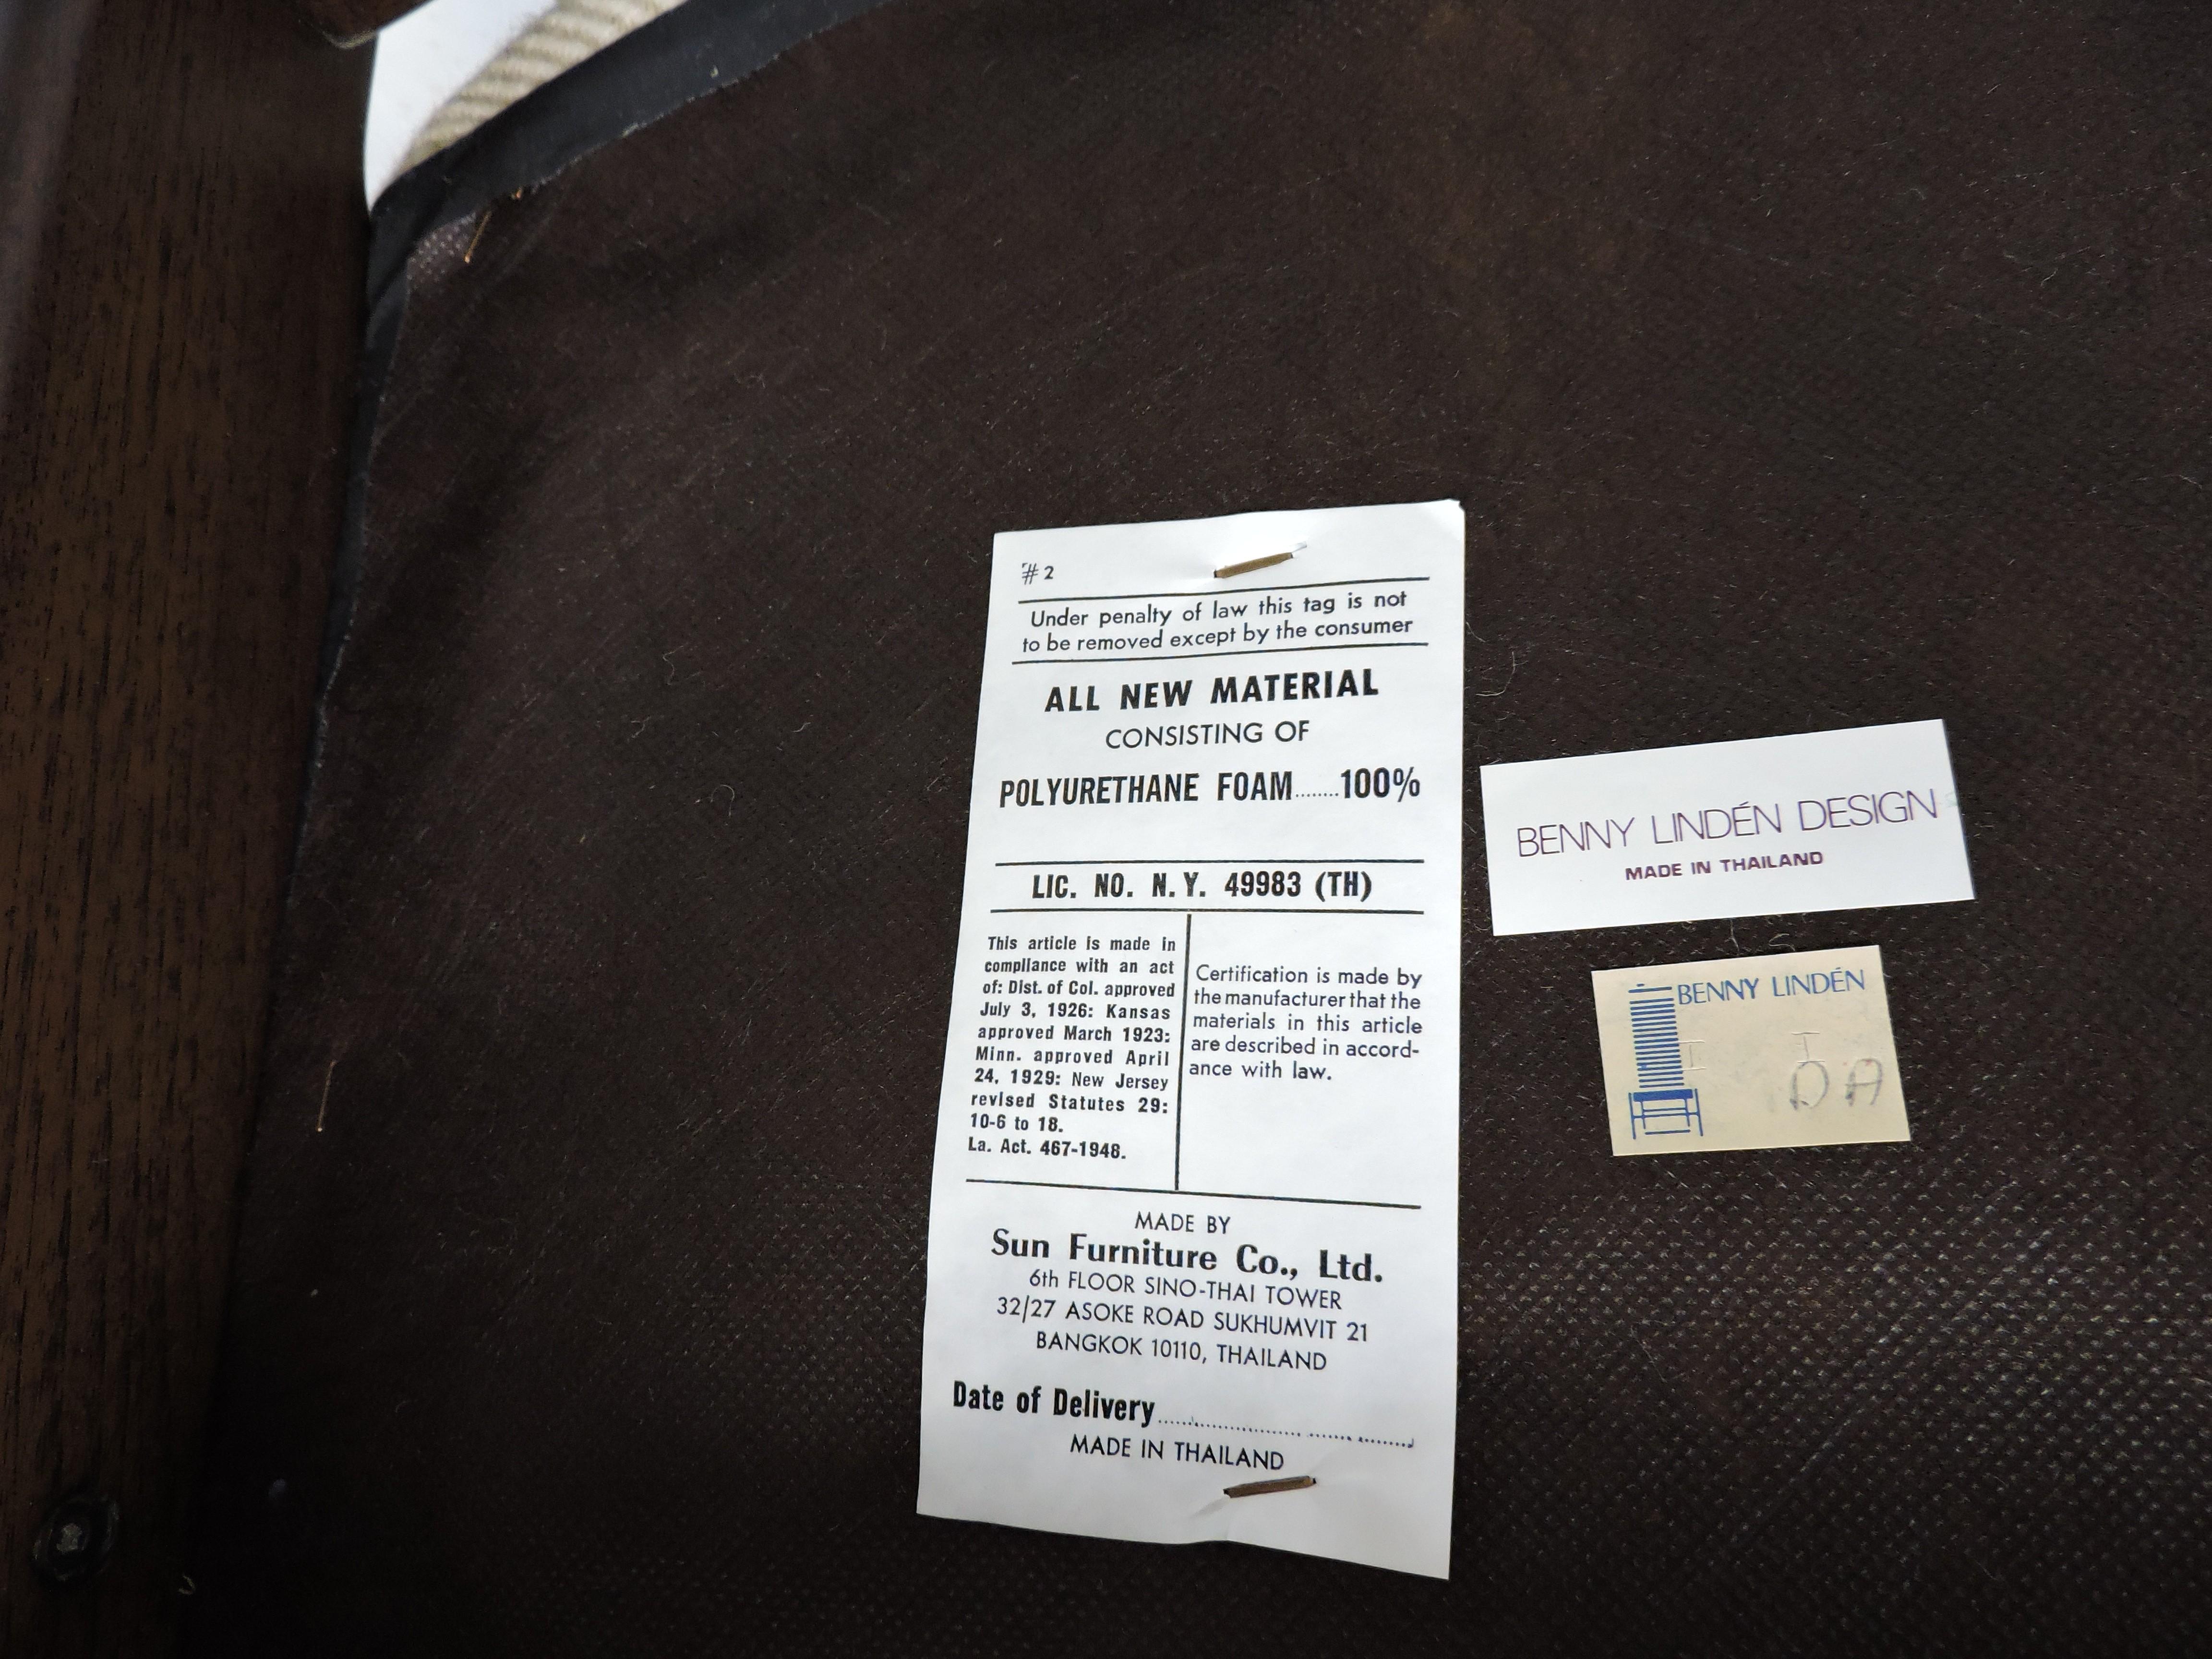 # 2
Under penalty of law this tag is not
to be removed except by the consumer
ALL NEW MATERIAL
CONSISTING OF
POLYURETHANE FOAM........100%
LIC. NO. N.Y. 49983 (TH)
This article is made in
compliance with an act
of: Dist. of Col. approved
July 3, 1926: Kansas
approved March 1923:
Minn. approved April
24, 1929: New Jersey
revised Statutes 29:
10-6 to 18.
La. Act. 467-1948.
Certification is made by
the manufacturer that the
materials in this article
are described in accord-
ance with law.
MADE BY
Sun Furniture Co., Ltd.
6th FLOOR SINO-THAI TOWER
32/27 ASOKE ROAD SUKHUMVIT 21
BANGKOK 10110, THAILAND
Date of Delivery..............................
MADE IN THAILAND
BENNY LINDÉN DESIGN
MADE IN THAILAND
BENNY LINDÉN
DA